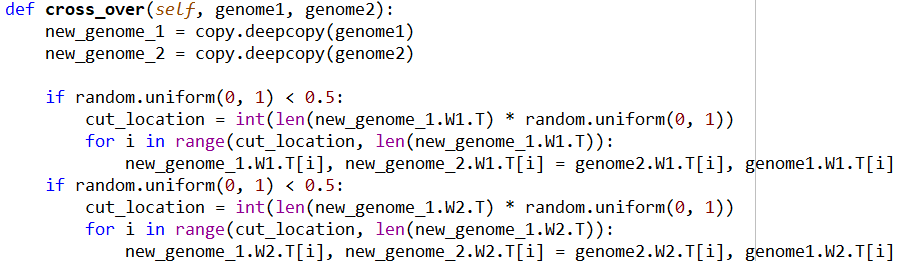 def cross_over(self, genome1, genome2):
    new_genome_1 = copy.deepcopy(genome1)
    new_genome_2 = copy.deepcopy(genome2)

    if random.uniform(0, 1) < 0.5:
        cut_location = int(len(new_genome_1.W1.T) * random.uniform(0, 1))
        for i in range(cut_location, len(new_genome_1.W1.T)):
            new_genome_1.W1.T[i], new_genome_2.W1.T[i] = genome2.W1.T[i], genome1.W1.T[i]
    if random.uniform(0, 1) < 0.5:
        cut_location = int(len(new_genome_1.W2.T) * random.uniform(0, 1))
        for i in range(cut_location, len(new_genome_1.W2.T)):
            new_genome_1.W2.T[i], new_genome_2.W2.T[i] = genome2.W2.T[i], genome1.W2.T[i]